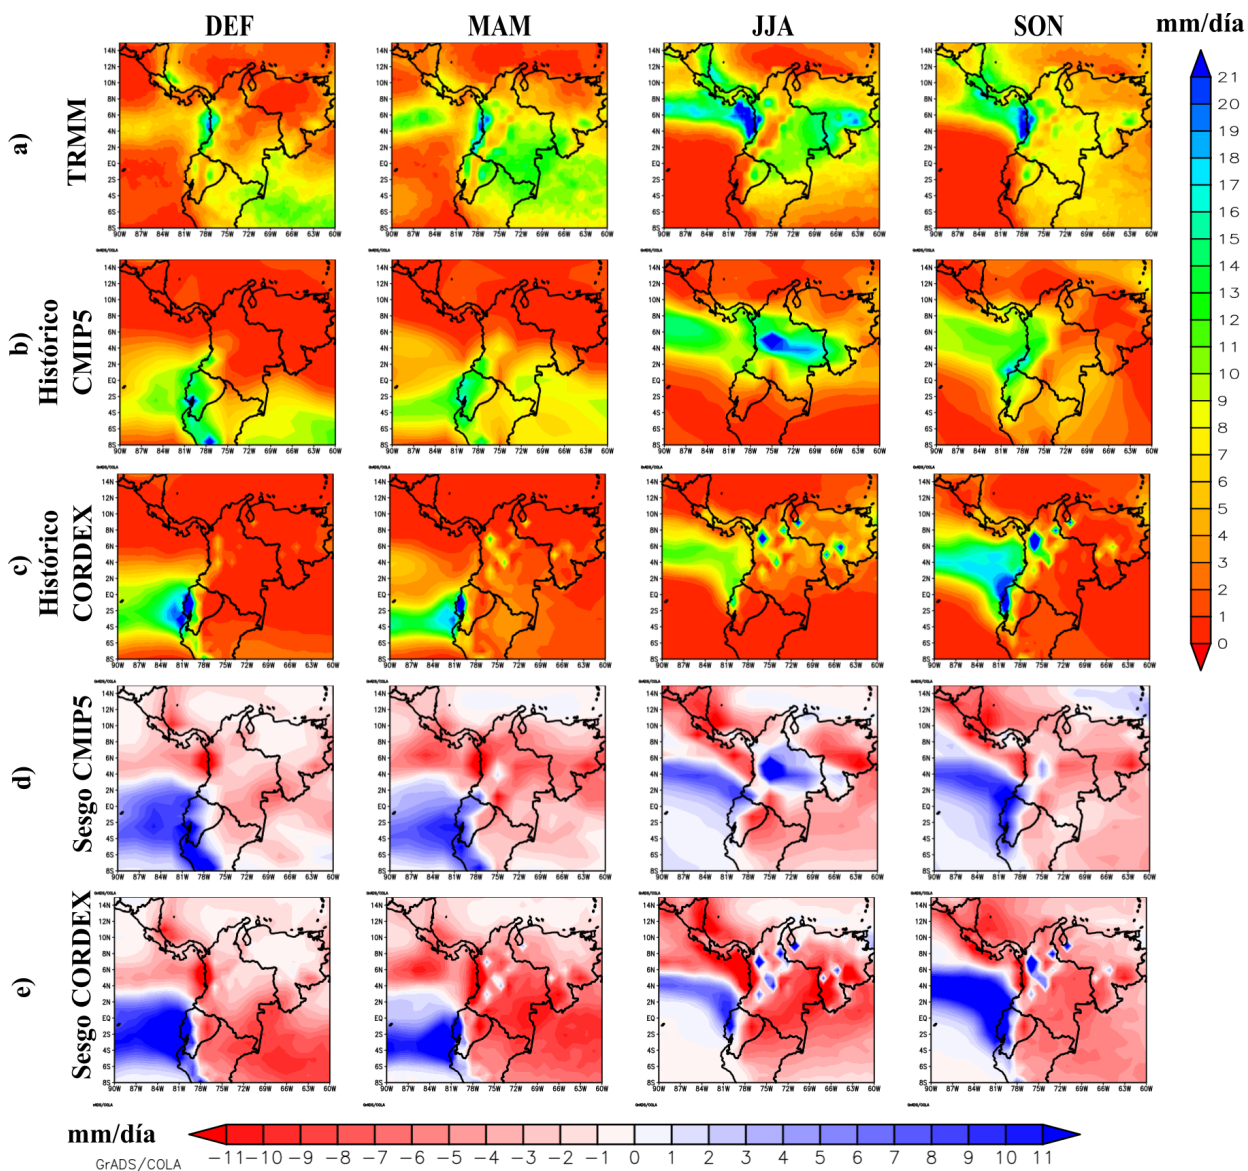 DEF MAM JJA SON mm/día
a) TRMM
b) Histórico CMIP5
c) Histórico CORDEX
d) Sesgo CMIP5
e) Sesgo CORDEX
14N
12N
10N
8N
6N
4N
2N
EQ
2S
4S
6S
8S
90W 87W 84W 81W 78W 75W 72W 69W 66W 63W 60W
GrADS/COLA
21
20
19
18
17
16
15
14
13
12
11
10
9
8
7
6
5
4
3
2
1
0
mm/día
-11 -10 -9 -8 -7 -6 -5 -4 -3 -2 -1 0 1 2 3 4 5 6 7 8 9 10 11
GrADS/COLA